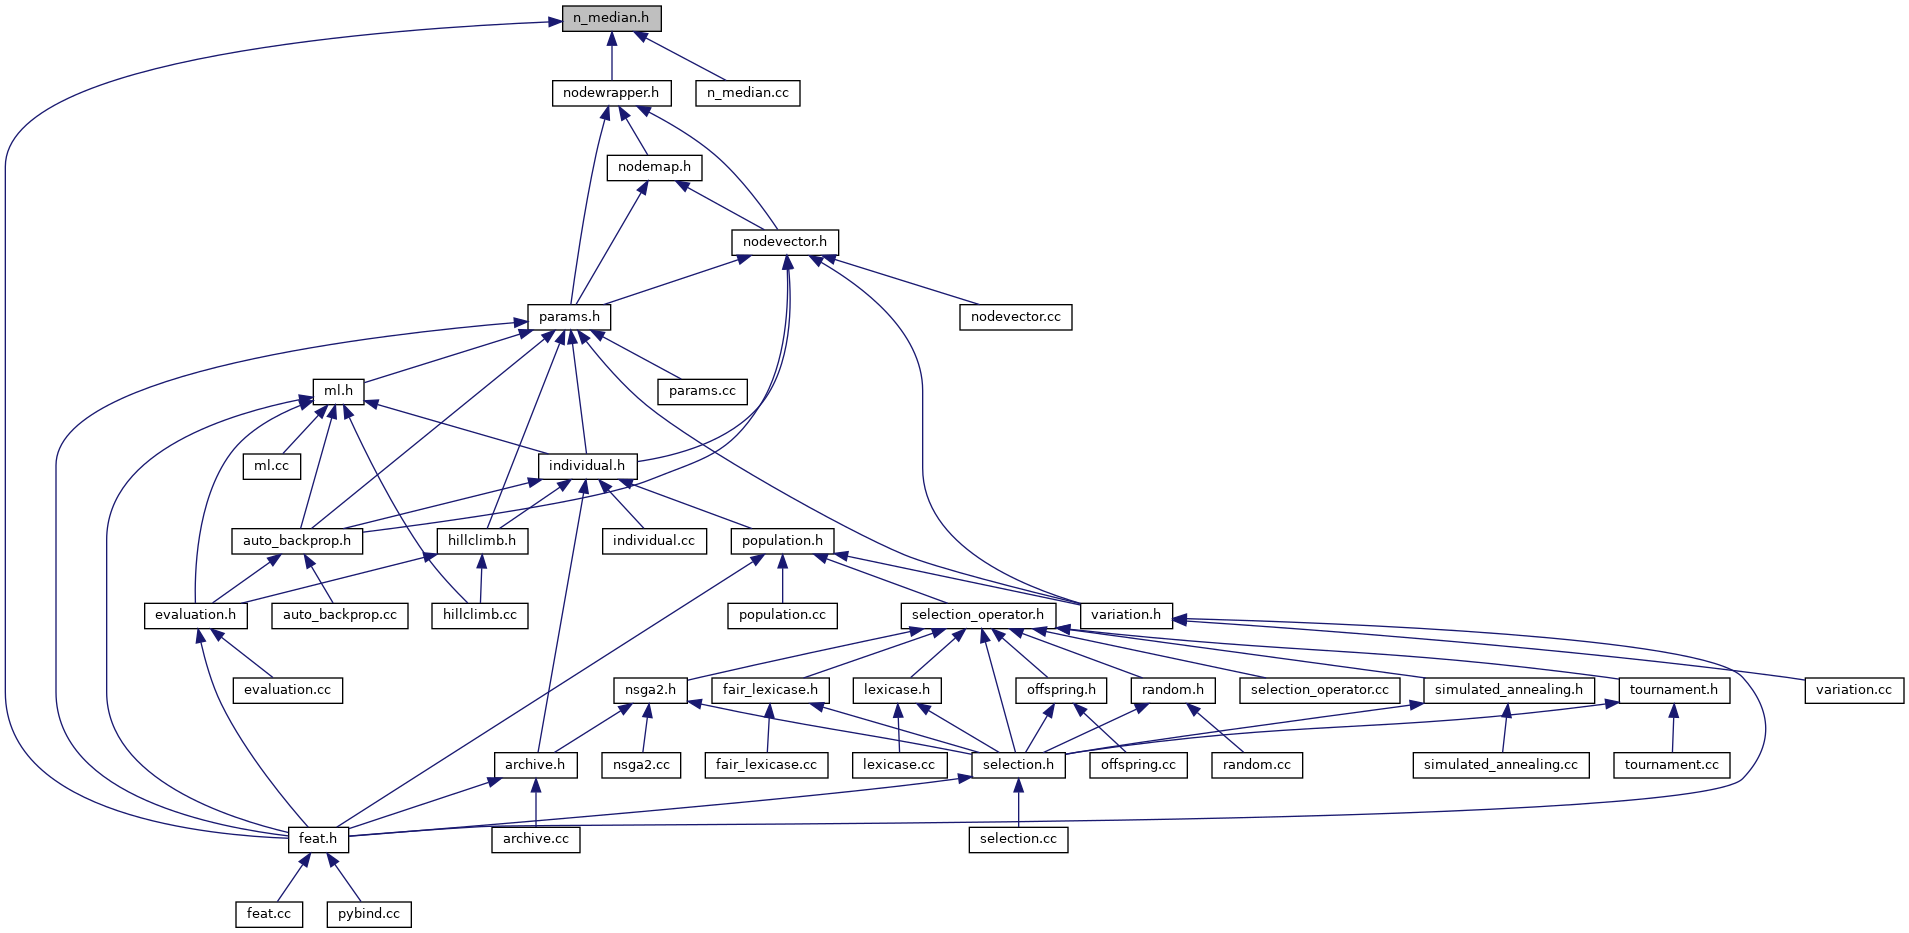 n_median.h
nodewrapper.h
n_median.cc
nodemap.h
nodevector.h
params.h
nodevector.cc
ml.h
params.cc
ml.cc
individual.h
auto_backprop.h
hillclimb.h
individual.cc
population.h
evaluation.h
auto_backprop.cc
hillclimb.cc
population.cc
selection_operator.h
variation.h
evaluation.cc
nsga2.h
fair_lexicase.h
lexicase.h
offspring.h
random.h
selection_operator.cc
simulated_annealing.h
tournament.h
variation.cc
archive.h
nsga2.cc
fair_lexicase.cc
lexicase.cc
selection.h
offspring.cc
random.cc
simulated_annealing.cc
tournament.cc
feat.h
archive.cc
selection.cc
feat.cc
pybind.cc